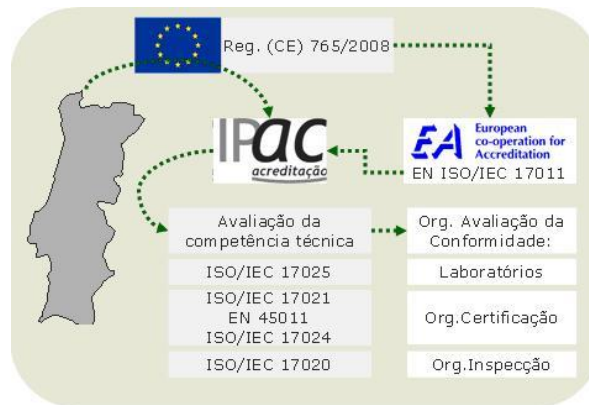 Reg. (CE) 765/2008
IPac
acreditação
EA
European
co-operation for
Accreditation
EN ISO/IEC 17011
Avaliação da
competência técnica
Org. Avaliação da
Conformidade:
ISO/IEC 17025
Laboratórios
ISO/IEC 17021
EN 45011
ISO/IEC 17024
Org.Certificação
ISO/IEC 17020
Org.Inspecção